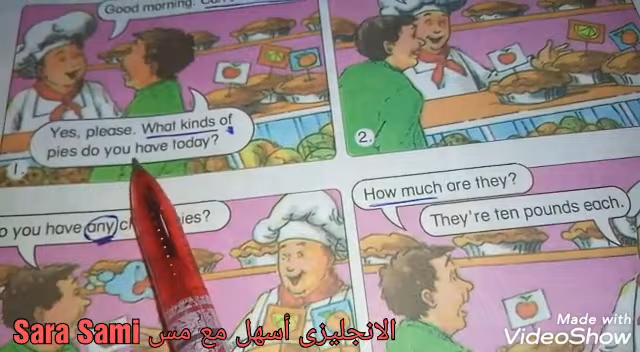 Good morning.
Yes, please. What kinds of
pies do you have today?
1.
2.
o you have any ies?
How much are they?
They're ten pounds each.
Sara Sami الانجليزى أسهل مع مس
Made with
VideoShow